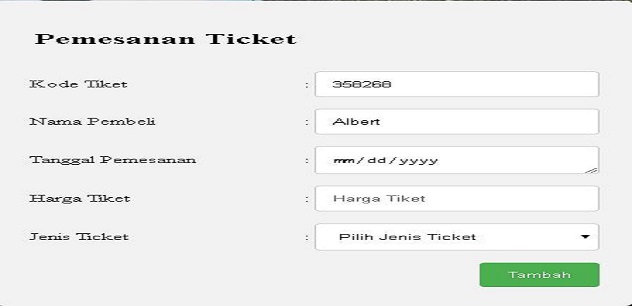 Pemesanan Ticket
Kode Tiket : 358268
Nama Pembeli : Albert
Tanggal Pemesanan : mm/dd/yyyy
Harga Tiket : Harga Tiket
Jenis Ticket : Pilih Jenis Ticket
Tambah